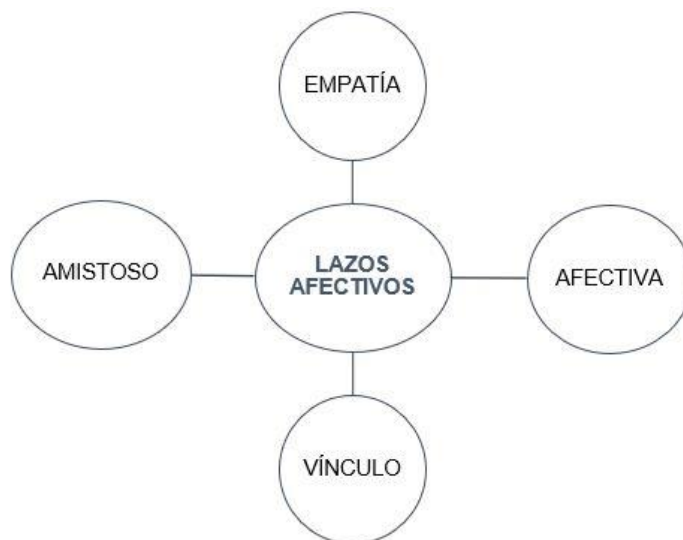 EMPATÍA
AMISTOSO
LAZOS
AFECTIVOS
AFECTIVA
VÍNCULO